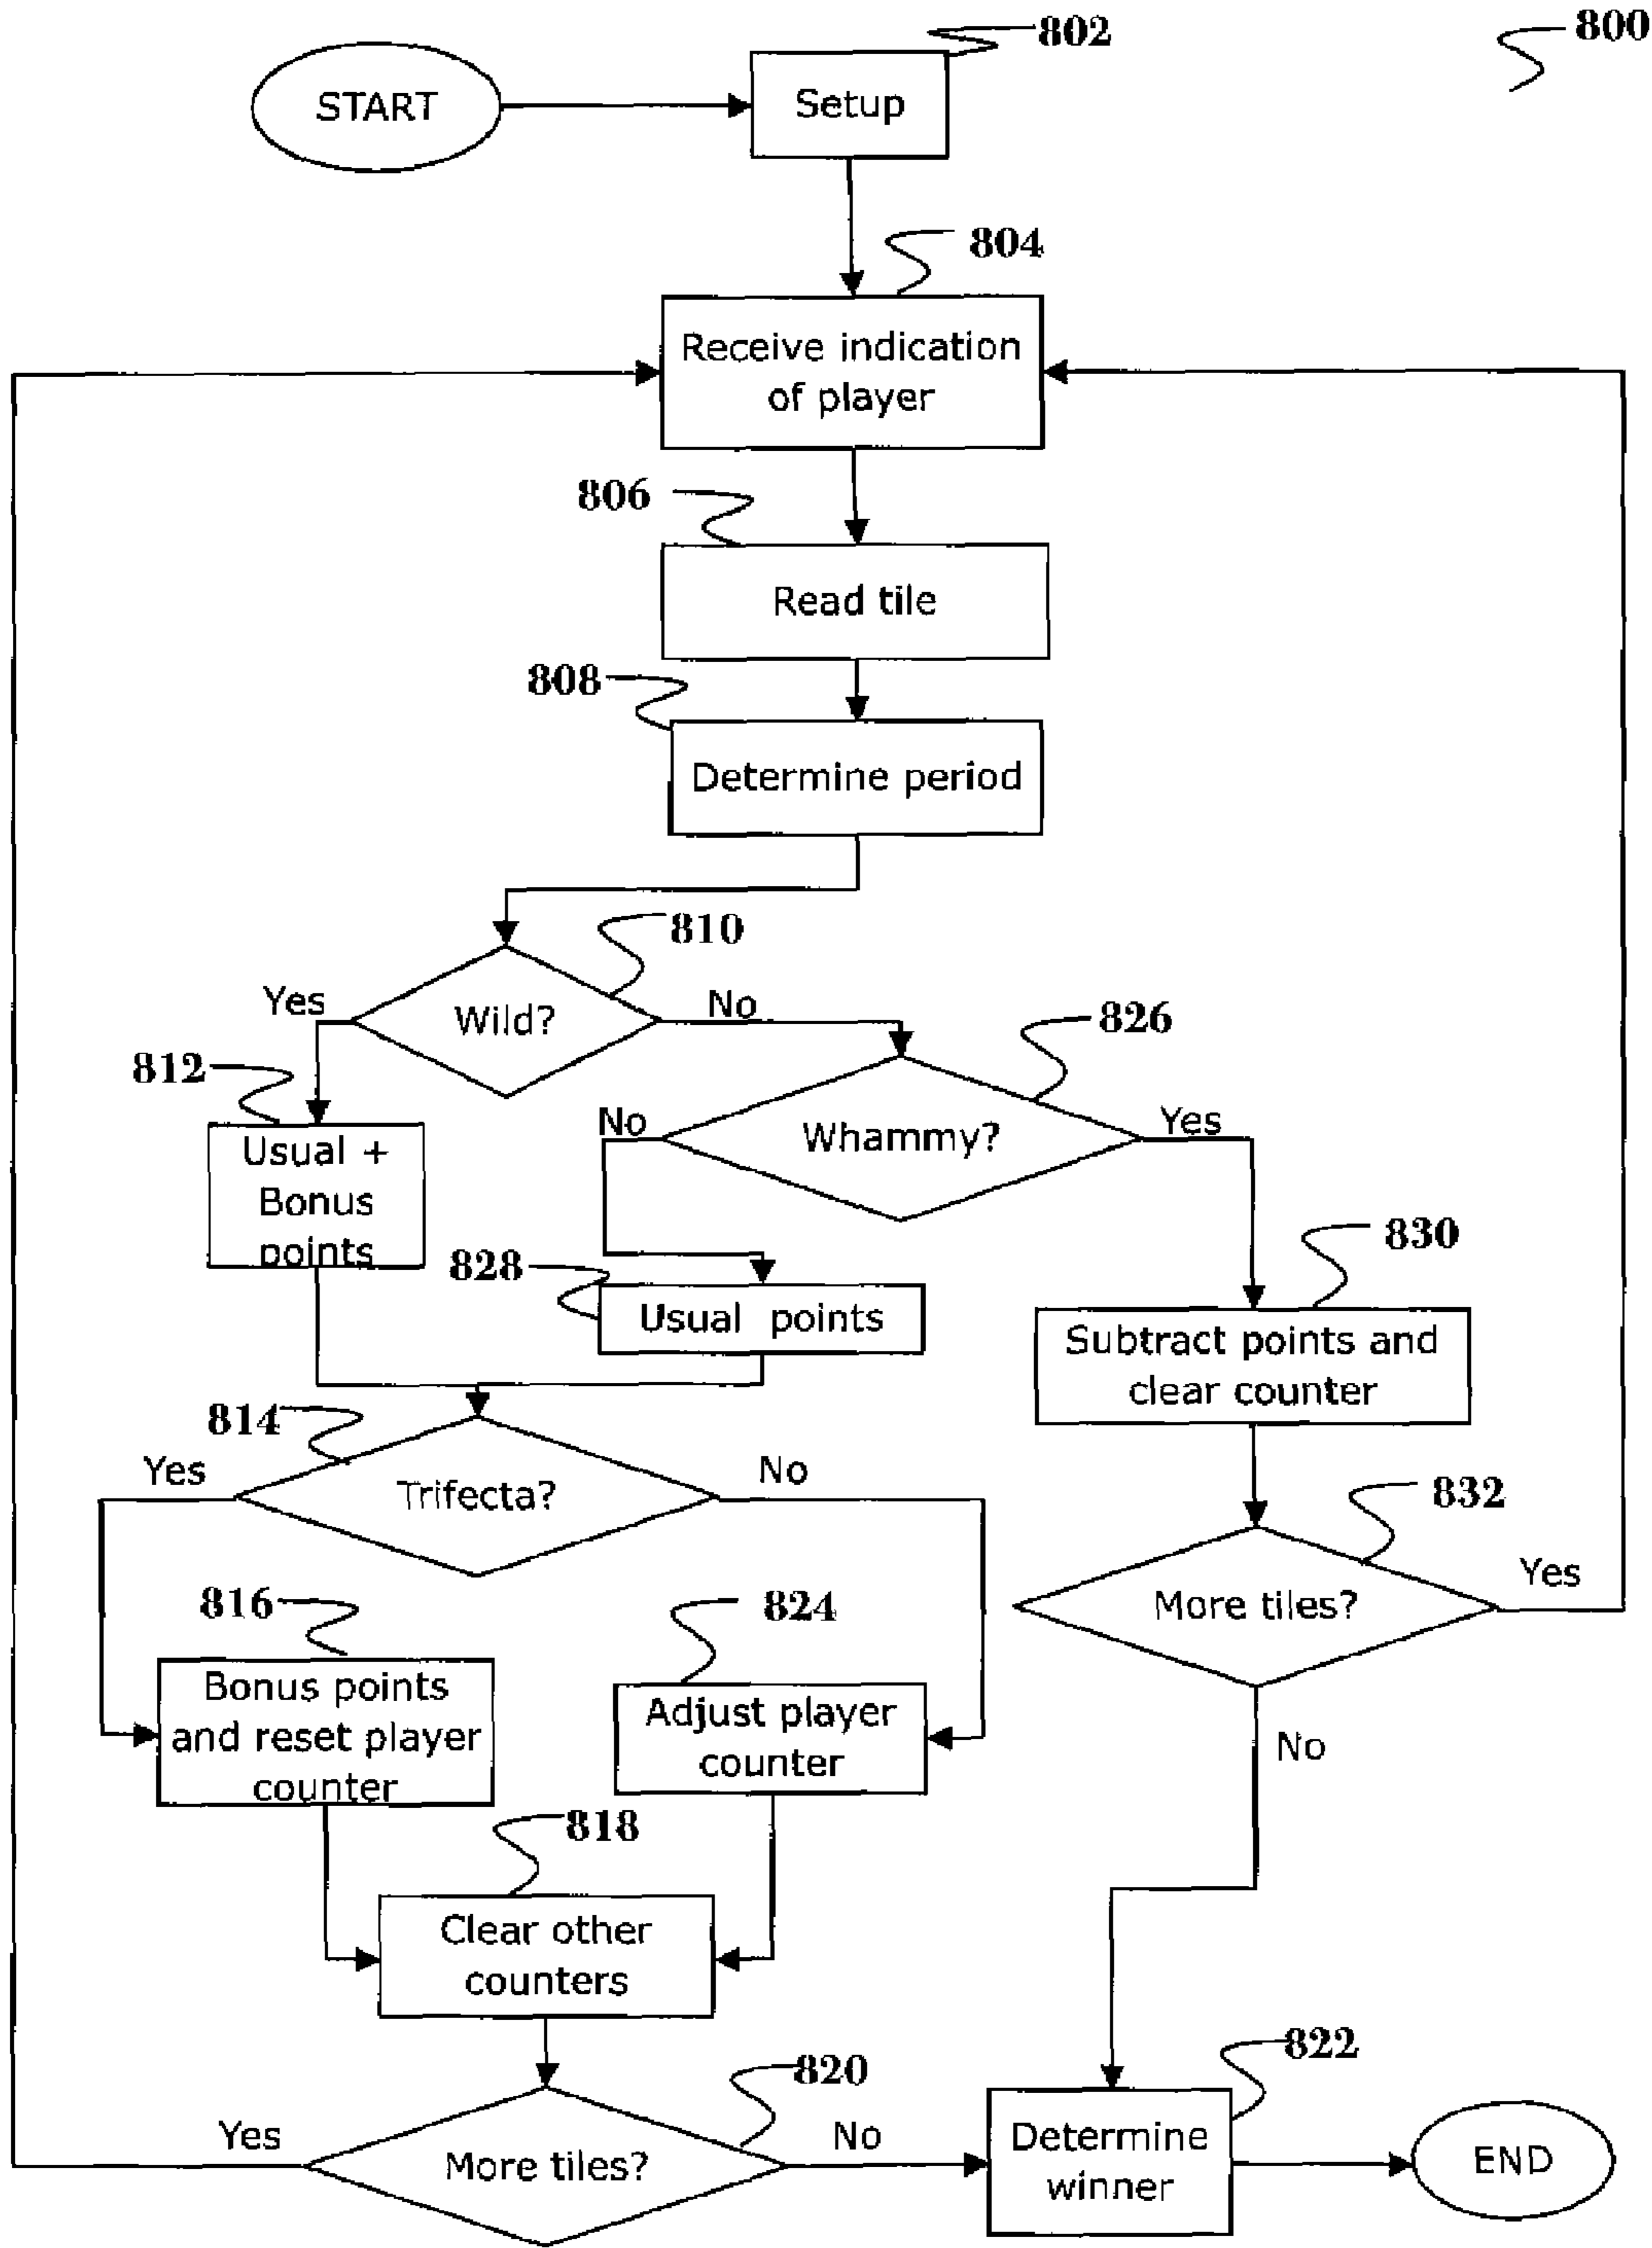 800
802
START
Setup
804
Receive indication
of player
806
Read tile
808
Determine period
810
Yes
Wild?
No
826
812
No
Whammy?
Yes
Usual +
Bonus
points
830
828
Usual points
Subtract points and
clear counter
814
Yes
Trifecta?
No
832
More tiles?
Yes
816
824
Bonus points
and reset player
counter
Adjust player
counter
No
818
Clear other
counters
820
822
Yes
More tiles?
No
Determine
winner
END